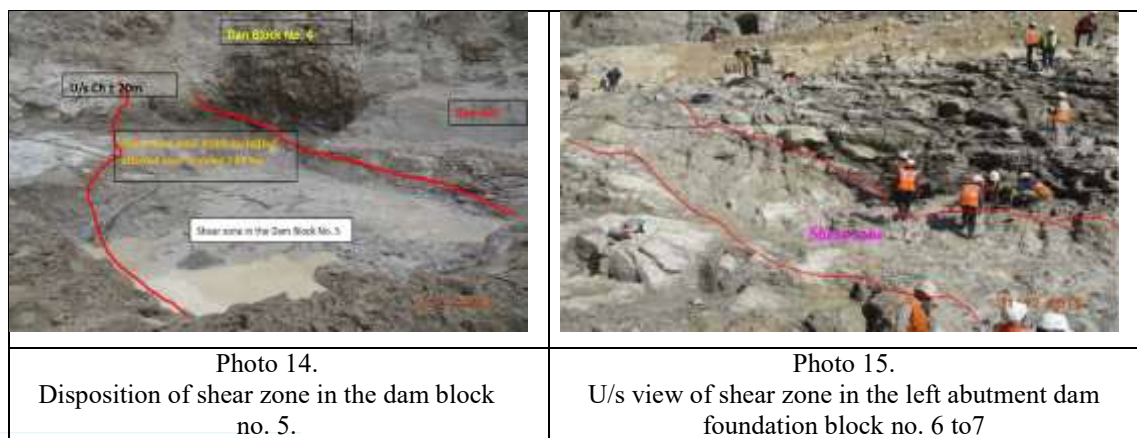 Dam Block No. 6
U/s Ch ± 20m
Shear zone in the Dam Block No. 5
Shear zone
Photo 14.
Disposition of shear zone in the dam block
no. 5.
Photo 15.
U/s view of shear zone in the left abutment dam
foundation block no. 6 to7